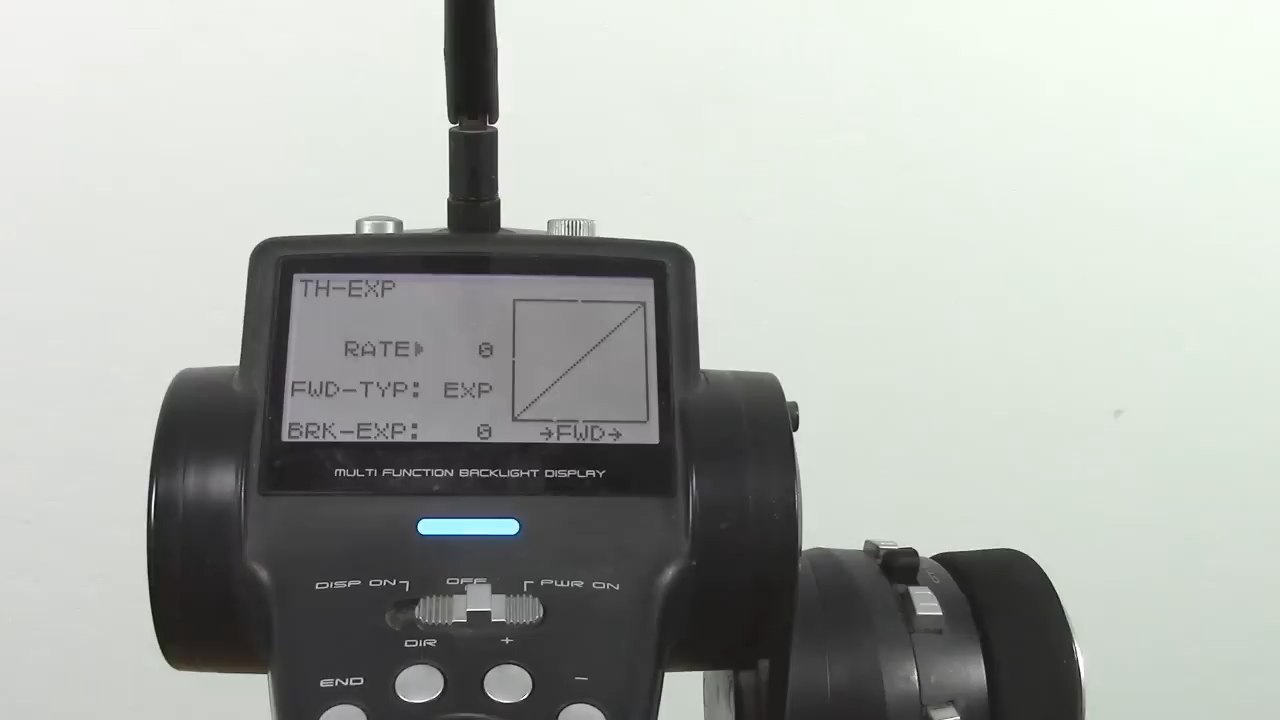 TH-EXP
RATE▶ 0
FWD-TYP: EXP
BRK-EXP: 0 →FWD→
MULTI FUNCTION BACKLIGHT DISPLAY
DISP ON OFF PWR ON
DIR +
END −